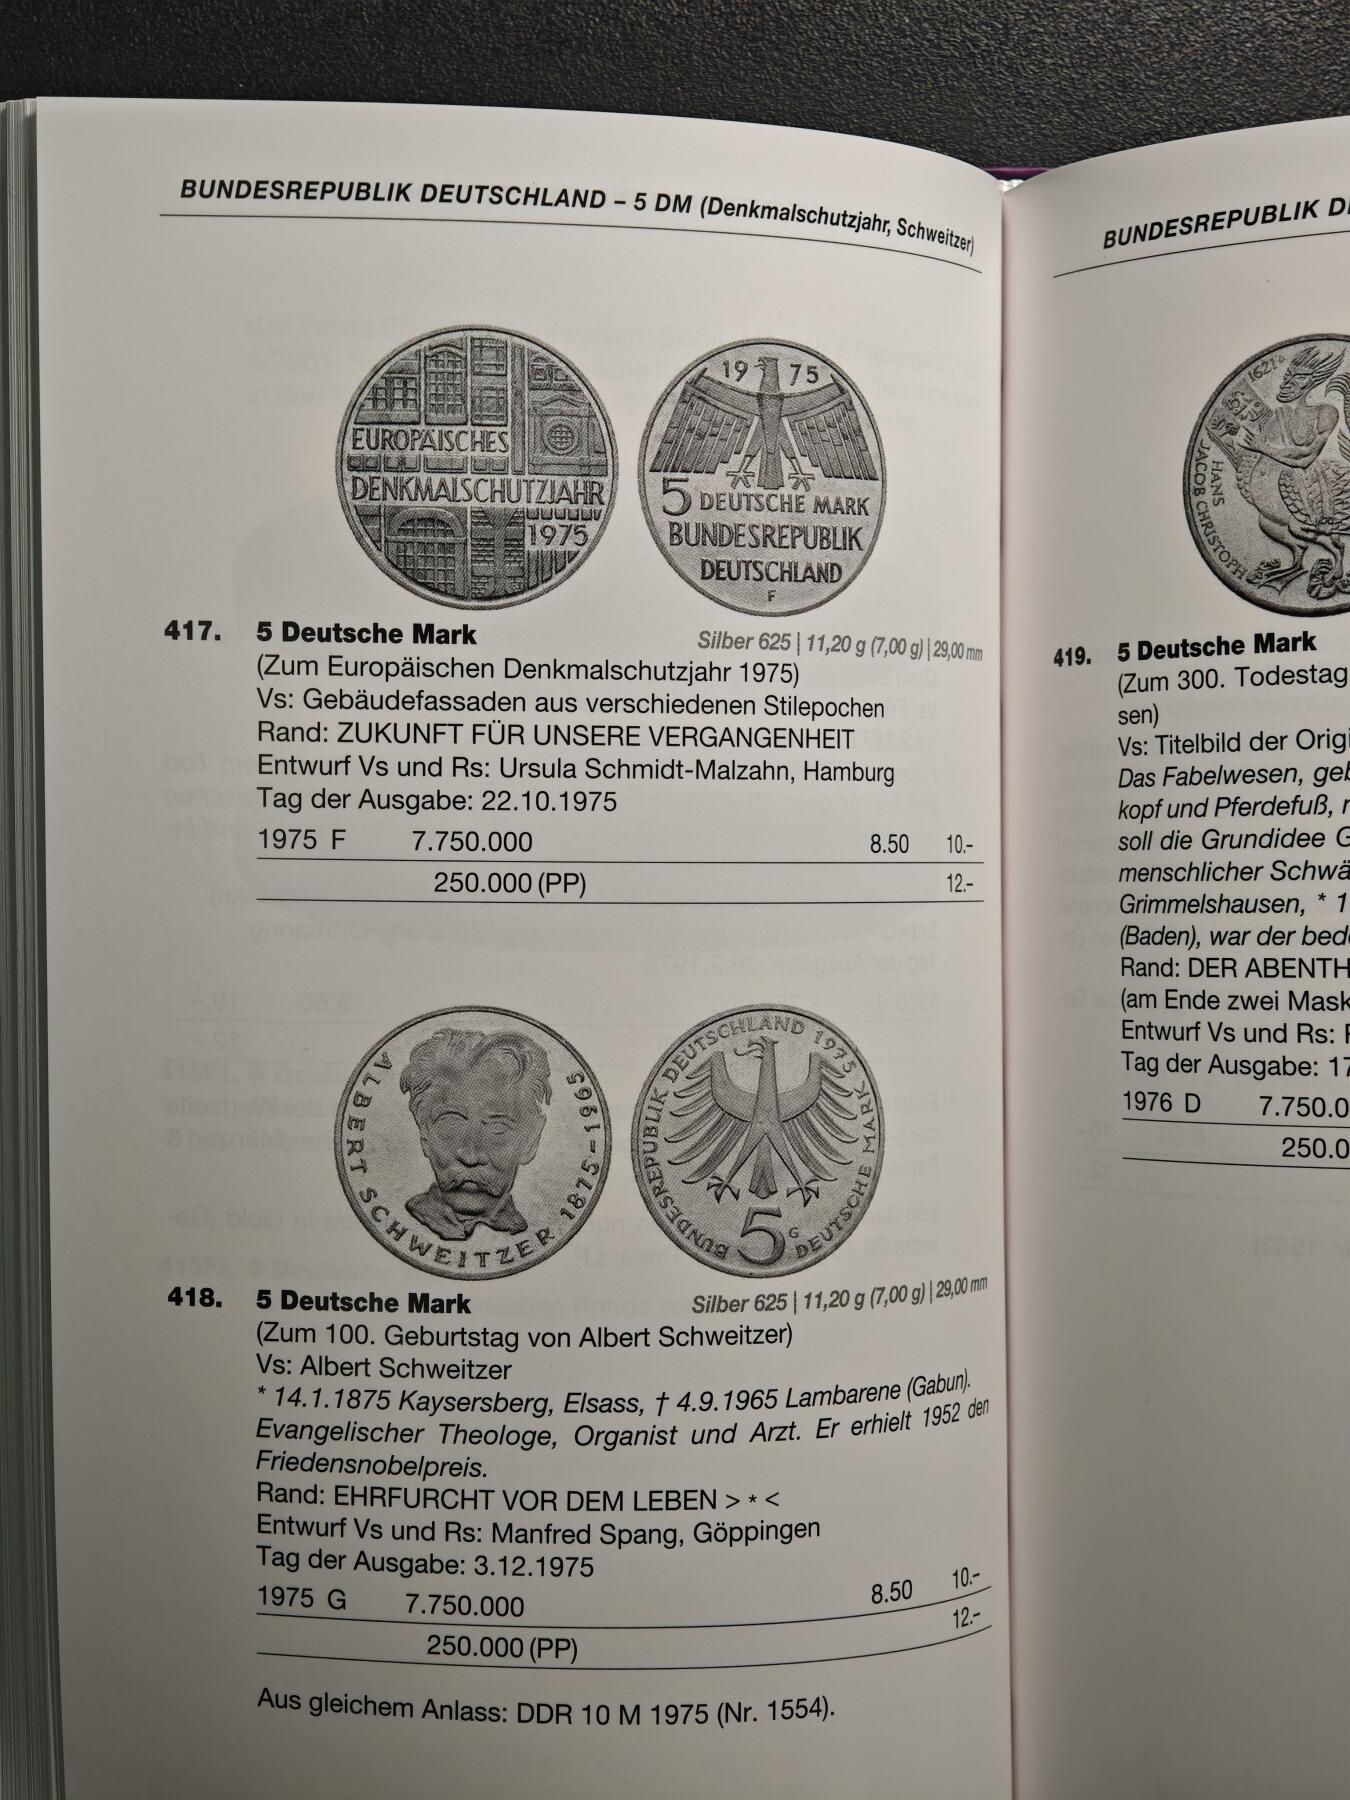 BUNDESREPUBLIK DEUTSCHLAND – 5 DM (Denkmalschutzjahr, Schweitzer)
EUROPÄISCHES
DENKMALSCHUTZJAHR
1975
1975
5 DEUTSCHE MARK
BUNDESREPUBLIK
DEUTSCHLAND
F
417. 5 Deutsche Mark Silber 625 | 11,20 g (7,00 g) | 29,00 mm
(Zum Europäischen Denkmalschutzjahr 1975)
Vs: Gebäudefassaden aus verschiedenen Stilepochen
Rand: ZUKUNFT FÜR UNSERE VERGANGENHEIT
Entwurf Vs und Rs: Ursula Schmidt-Malzahn, Hamburg
Tag der Ausgabe: 22.10.1975
1975 F 7.750.000 8.50 10.-
250.000 (PP) 12.-
ALBERT SCHWEITZER 1875–1965
BUNDESREPUBLIK DEUTSCHLAND 1975
5 G DEUTSCHE MARK
418. 5 Deutsche Mark Silber 625 | 11,20 g (7,00 g) | 29,00 mm
(Zum 100. Geburtstag von Albert Schweitzer)
Vs: Albert Schweitzer
* 14.1.1875 Kaysersberg, Elsass, † 4.9.1965 Lambarene (Gabun).
Evangelischer Theologe, Organist und Arzt. Er erhielt 1952 den
Friedensnobelpreis.
Rand: EHRFURCHT VOR DEM LEBEN > * <
Entwurf Vs und Rs: Manfred Spang, Göppingen
Tag der Ausgabe: 3.12.1975
1975 G 7.750.000 8.50 10.-
250.000 (PP) 12.-
Aus gleichem Anlass: DDR 10 M 1975 (Nr. 1554).
BUNDESREPUBLIK
HANS
JACOB CHRISTOPH
419. 5 Deutsche Mark
(Zum 300. Todestag
sen)
Vs: Titelbild der
Das Fabelwesen,
kopf und Pferdefuß,
soll die Grundidee
menschlicher
Grimmelshausen, *
(Baden), war der
Rand: DER
(am Ende zwei
Entwurf Vs und Rs:
Tag der Ausgabe: 17
1976 D 7.750.0
250.0